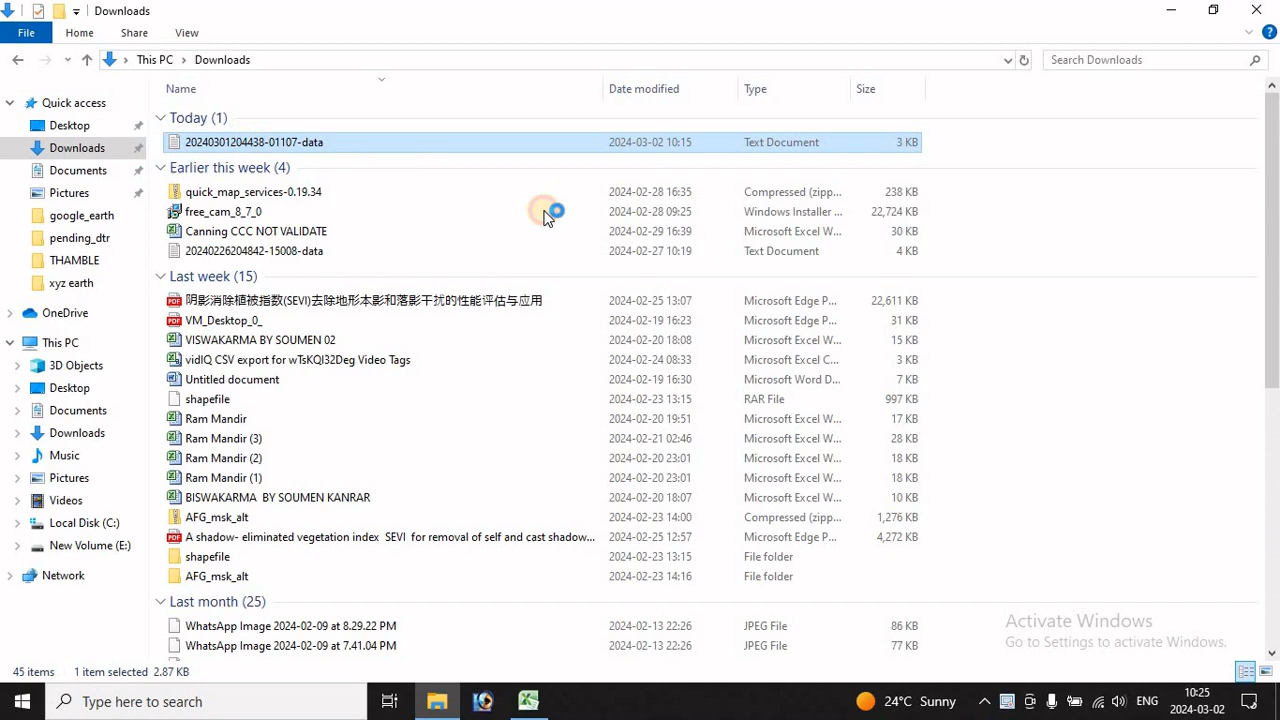 Downloads
File Home Share View
This PC Downloads Search Downloads
Name Date modified Type Size
Quick access
Desktop
Downloads
Documents
Pictures
google_earth
pending_dtr
THAMBLE
xyz earth
OneDrive
This PC
3D Objects
Desktop
Documents
Downloads
Music
Pictures
Videos
Local Disk (C:)
New Volume (E:)
Network
Today (1)
20240301204438-01107-data 2024-03-02 10:15 Text Document 3 KB
Earlier this week (4)
quick_map_services-0.19.34 2024-02-28 16:35 Compressed (zipp... 238 KB
free_cam_8_7_0 2024-02-28 09:25 Windows Installer ... 22,724 KB
Canning CCC NOT VALIDATE 2024-02-29 16:39 Microsoft Excel W... 30 KB
20240226204842-15008-data 2024-02-27 10:19 Text Document 4 KB
Last week (15)
阴影消除植被指数(SEVI)去除地形本影和落影干扰的性能评估与应用 2024-02-25 13:07 Microsoft Edge P... 22,611 KB
VM_Desktop_0_ 2024-02-19 16:23 Microsoft Edge P... 31 KB
VISWAKARMA BY SOUMEN 02 2024-02-20 18:08 Microsoft Excel W... 15 KB
vidIQ CSV export for wTsKQI32Deg Video Tags 2024-02-24 08:33 Microsoft Excel C... 3 KB
Untitled document 2024-02-19 16:30 Microsoft Word D... 7 KB
shapefile 2024-02-23 13:15 RAR File 997 KB
Ram Mandir 2024-02-20 19:51 Microsoft Excel W... 17 KB
Ram Mandir (3) 2024-02-21 02:46 Microsoft Excel W... 28 KB
Ram Mandir (2) 2024-02-20 23:01 Microsoft Excel W... 18 KB
Ram Mandir (1) 2024-02-20 23:01 Microsoft Excel W... 18 KB
BISWAKARMA BY SOUMEN KANRAR 2024-02-20 18:07 Microsoft Excel W... 10 KB
AFG_msk_alt 2024-02-23 14:00 Compressed (zipp... 1,276 KB
A shadow- eliminated vegetation index SEVI for removal of self and cast shadow... 2024-02-25 12:57 Microsoft Edge P... 4,272 KB
shapefile 2024-02-23 13:15 File folder
AFG_msk_alt 2024-02-23 14:16 File folder
Last month (25)
WhatsApp Image 2024-02-09 at 8.29.22 PM 2024-02-13 22:26 JPEG File 86 KB
WhatsApp Image 2024-02-09 at 7.41.04 PM 2024-02-13 22:26 JPEG File 77 KB
Activate Windows
Go to Settings to activate Windows.
45 items 1 item selected 2.87 KB
Type here to search 24°C Sunny ENG 10:25
2024-03-02